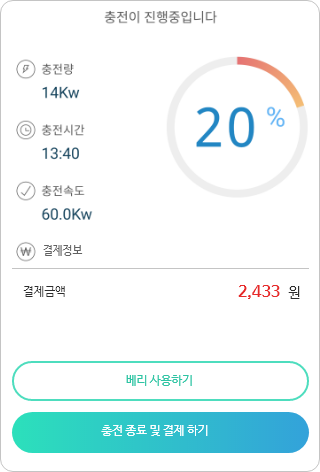 충전이 진행중입니다
충전량
14Kw
20 %
충전시간
13:40
충전속도
60.0Kw
₩ 결제정보
결제금액 2,433 원
베리 사용하기
충전 종료 및 결제 하기